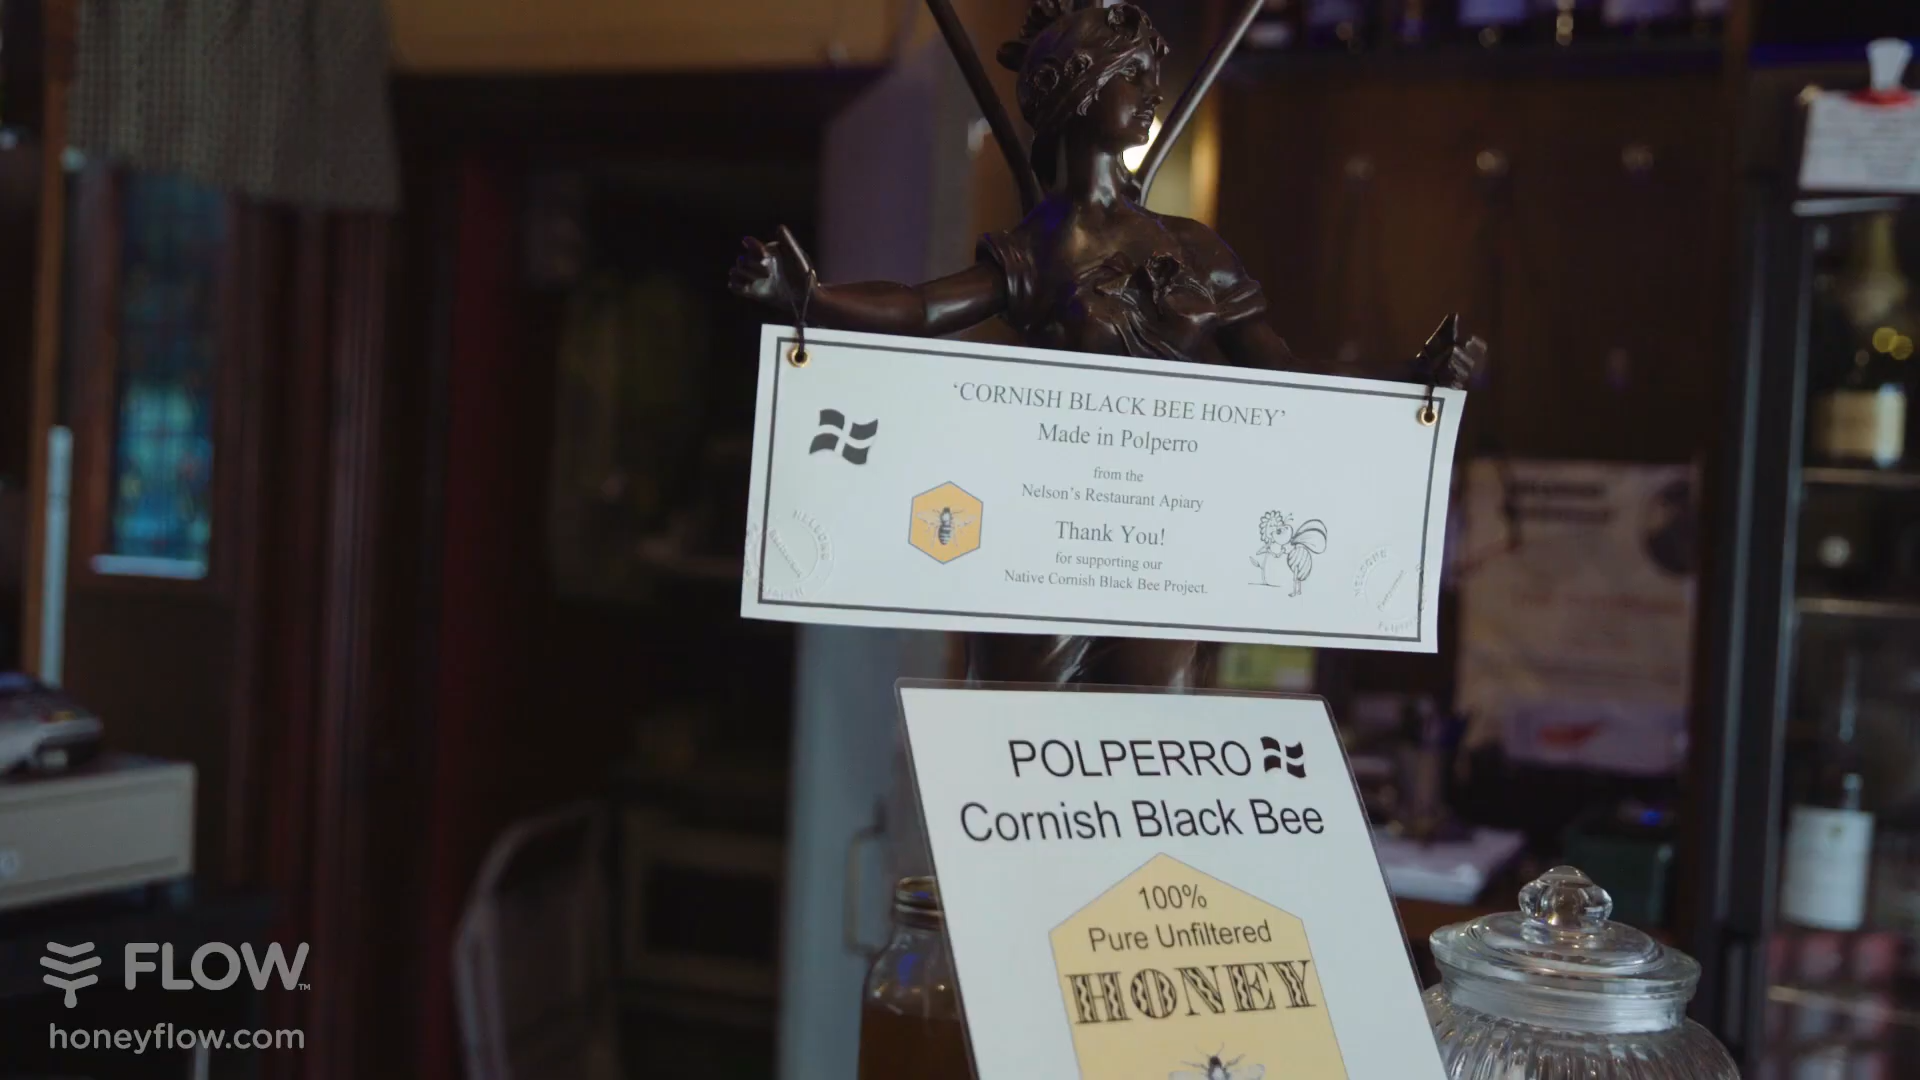 ‘CORNISH BLACK BEE HONEY’
Made in Polperro
from the
Nelson’s Restaurant Apiary
Thank You!
for supporting our
Native Cornish Black Bee Project.
POLPERRO
Cornish Black Bee
100%
Pure Unfiltered
HONEY
FLOW™
honeyflow.com